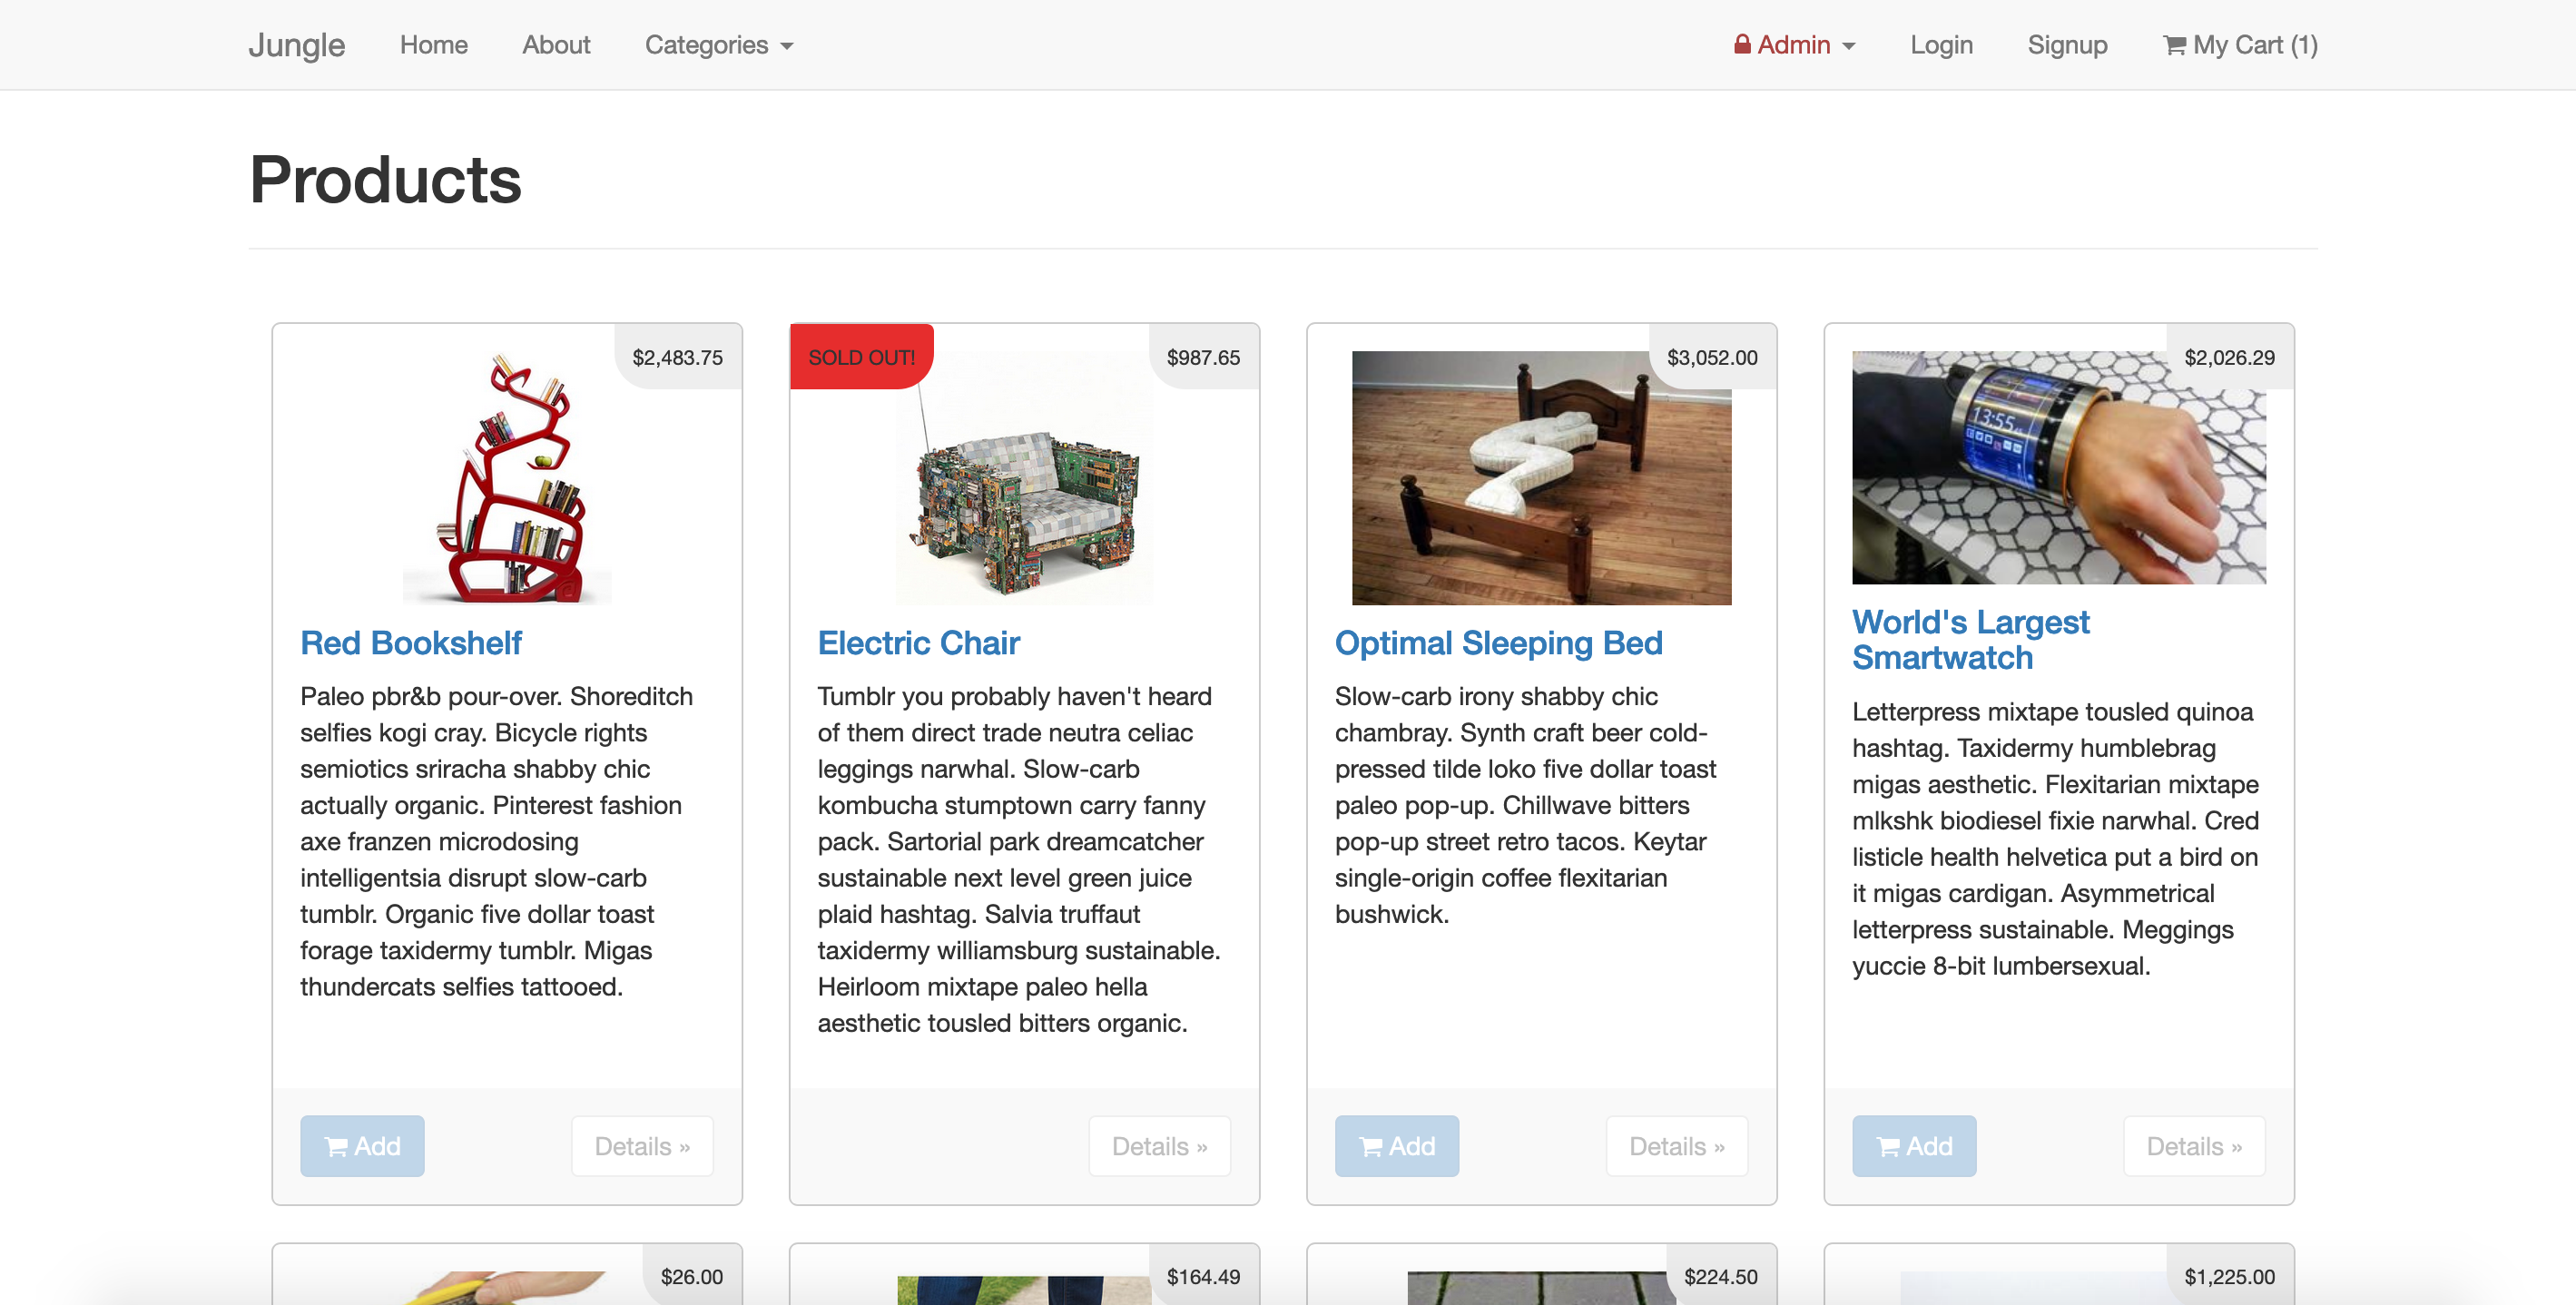 Jungle Home About Categories Admin Login Signup My Cart (1)
Products
$2,483.75
Red Bookshelf
Paleo pbr&b pour-over. Shoreditch
selfies kogi cray. Bicycle rights
semiotics sriracha shabby chic
actually organic. Pinterest fashion
axe franzen microdosing
intelligentsia disrupt slow-carb
tumblr. Organic five dollar toast
forage taxidermy tumblr. Migas
thundercats selfies tattooed.
Add Details »
SOLD OUT! $987.65
Electric Chair
Tumblr you probably haven't heard
of them direct trade neutra celiac
leggings narwhal. Slow-carb
kombucha stumptown carry fanny
pack. Sartorial park dreamcatcher
sustainable next level green juice
plaid hashtag. Salvia truffaut
taxidermy williamsburg sustainable.
Heirloom mixtape paleo hella
aesthetic tousled bitters organic.
Details »
$3,052.00
Optimal Sleeping Bed
Slow-carb irony shabby chic
chambray. Synth craft beer cold-
pressed tilde loko five dollar toast
paleo pop-up. Chillwave bitters
pop-up street retro tacos. Keytar
single-origin coffee flexitarian
bushwick.
Add Details »
$2,026.29
13:55
World's Largest
Smartwatch
Letterpress mixtape tousled quinoa
hashtag. Taxidermy humblebrag
migas aesthetic. Flexitarian mixtape
mlkshk biodiesel fixie narwhal. Cred
listicle health helvetica put a bird on
it migas cardigan. Asymmetrical
letterpress sustainable. Meggings
yuccie 8-bit lumbersexual.
Add Details »
$26.00
$164.49
$224.50
$1,225.00